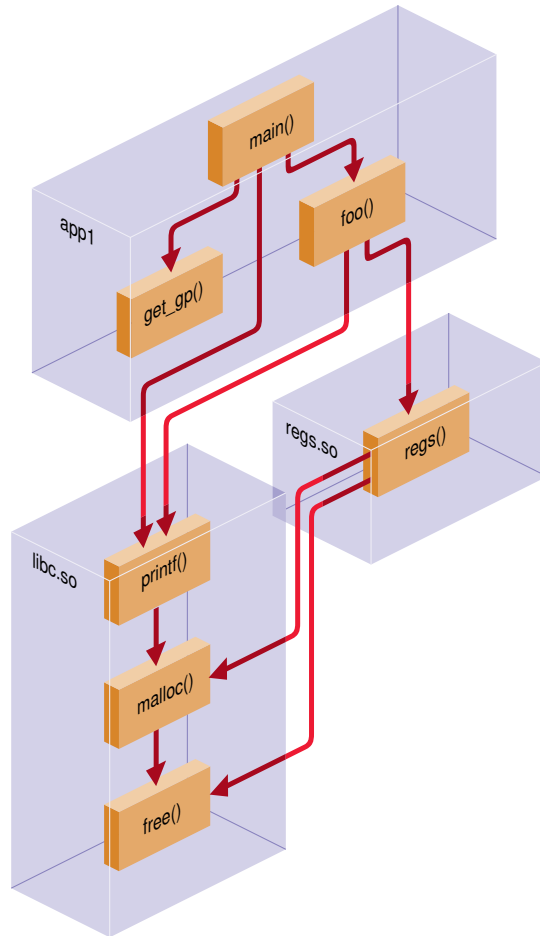 main()
foo()
app1
get_gp()
regs.so
regs()
libc.so
printf()
malloc()
free()